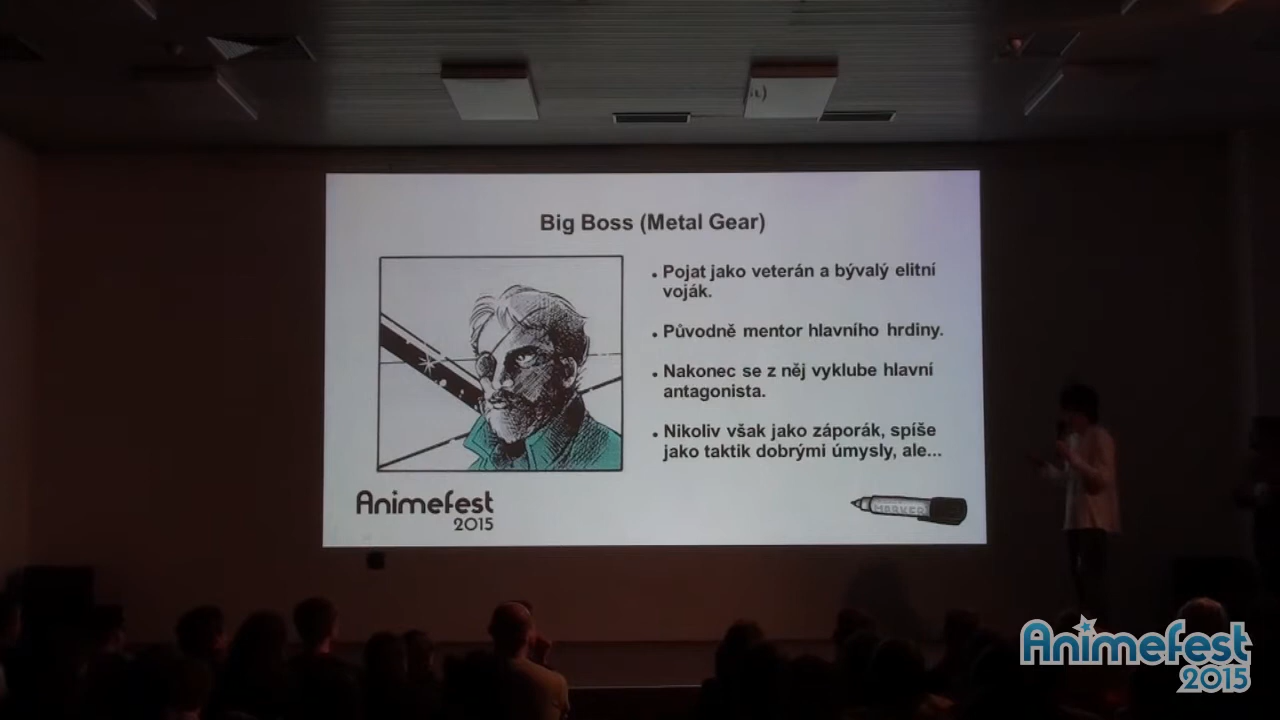 Big Boss (Metal Gear)
• Pojat jako veterán a bývalý elitní
voják.
• Původně mentor hlavního hrdiny.
• Nakonec se z něj vyklube hlavní
antagonista.
• Nikoliv však jako záporák, spíše
jako taktik dobrými úmysly, ale...
Animefest
2015
MARKER
Animefest
2015